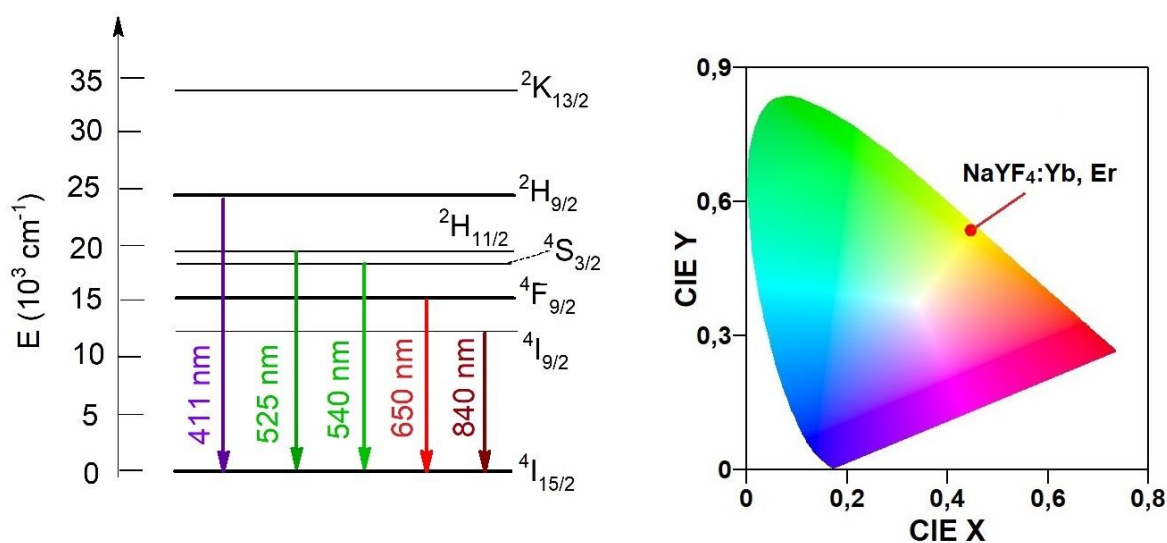 35
30
25
20
15
10
5
0
E (10³ cm⁻¹)
²K₁₃/₂
²H₉/₂
²H₁₁/₂
⁴S₃/₂
⁴F₉/₂
⁴I₉/₂
⁴I₁₅/₂
411 nm
525 nm
540 nm
650 nm
840 nm
0,9
0,6
0,3
0
CIE Y
NaYF₄:Yb, Er
0
0,2
0,4
0,6
0,8
CIE X